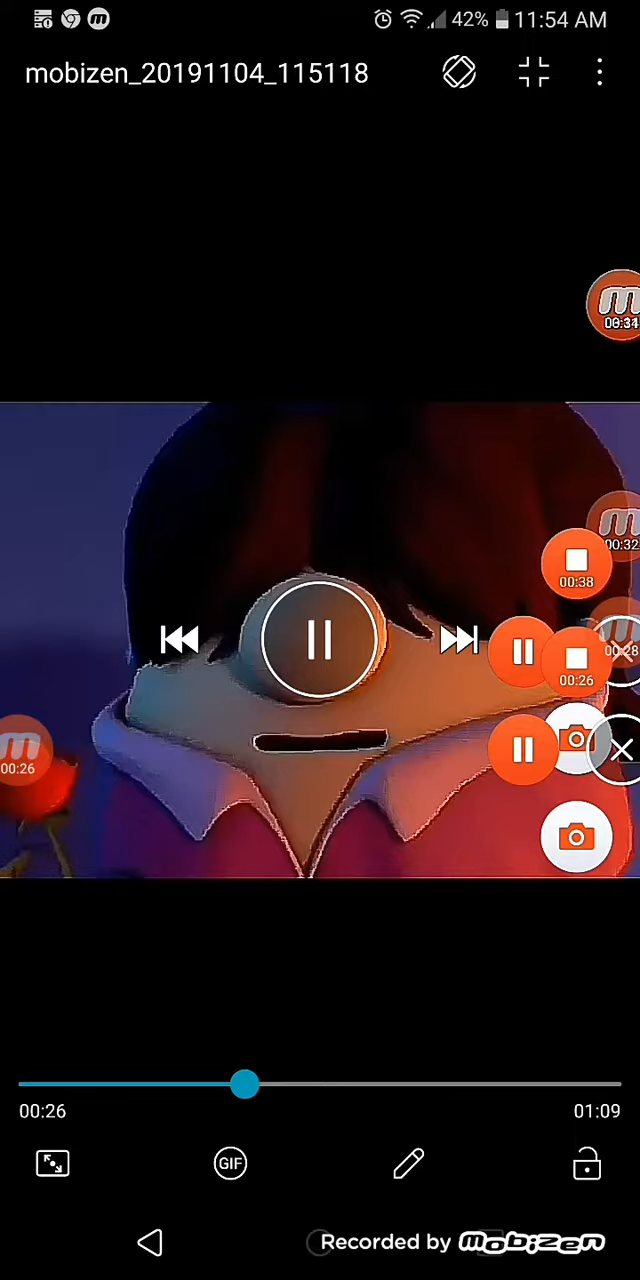 42% 11:54 AM
mobizen_20191104_115118
00:34
00:32
00:38
00:28
00:26
00:26
00:26
01:09
GIF
Recorded by mobizen